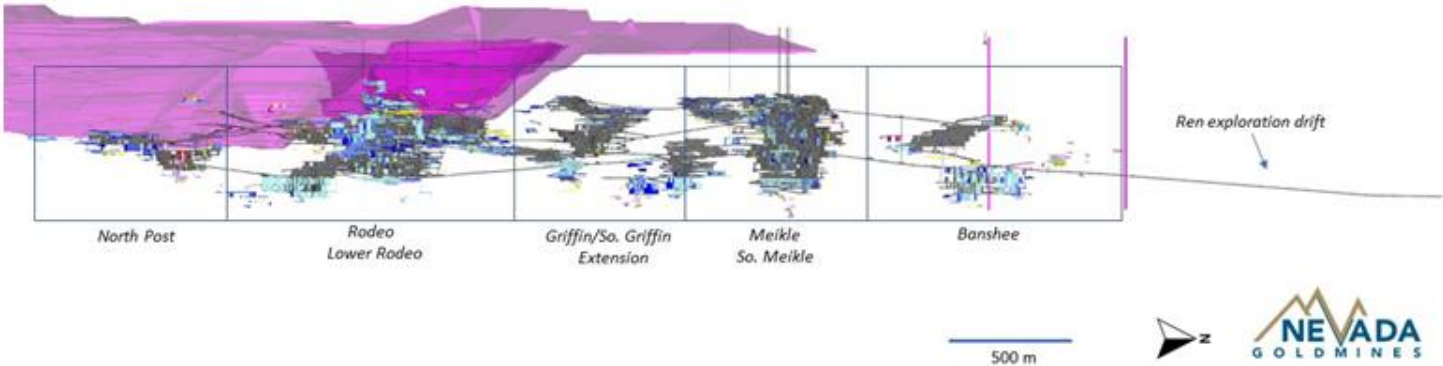 Ren exploration drift
North Post
Rodeo
Lower Rodeo
Griffin/So. Griffin
Extension
Meikle
So. Meikle
Banshee
500 m
N
NEVADA
GOLDMINES